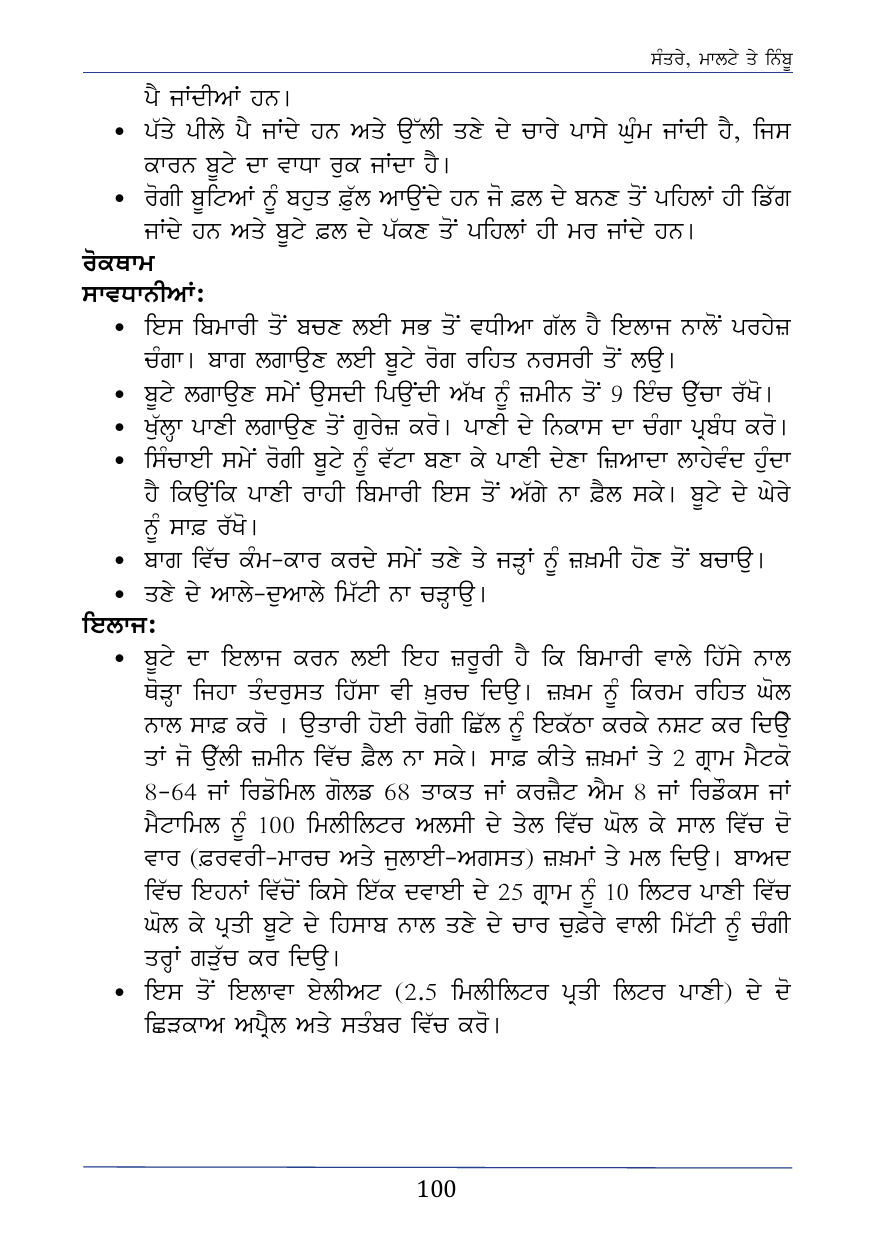 ਸੰਤਰੇ, ਮਾਲਟੇ ਤੇ ਨਿੰਬੂ
ਪੈ ਜਾਂਦੀਆਂ ਹਨ।
• ਪੱਤੇ ਪੀਲੇ ਪੈ ਜਾਂਦੇ ਹਨ ਅਤੇ ਉੱਲੀ ਤਣੇ ਦੇ ਚਾਰੇ ਪਾਸੇ ਘੁੰਮ ਜਾਂਦੀ ਹੈ, ਜਿਸ
ਕਾਰਨ ਬੂਟੇ ਦਾ ਵਾਧਾ ਰੁਕ ਜਾਂਦਾ ਹੈ।
• ਰੋਗੀ ਬੂਟਿਆਂ ਨੂੰ ਬਹੁਤ ਫ਼ੁੱਲ ਆਉਂਦੇ ਹਨ ਜੋ ਫ਼ਲ ਦੇ ਬਨਣ ਤੋਂ ਪਹਿਲਾਂ ਹੀ ਡਿੱਗ
ਜਾਂਦੇ ਹਨ ਅਤੇ ਬੂਟੇ ਫ਼ਲ ਦੇ ਪੱਕਣ ਤੋਂ ਪਹਿਲਾਂ ਹੀ ਮਰ ਜਾਂਦੇ ਹਨ।
ਰੋਕਥਾਮ
ਸਾਵਧਾਨੀਆਂ:
• ਇਸ ਬਿਮਾਰੀ ਤੋਂ ਬਚਣ ਲਈ ਸਭ ਤੋਂ ਵਧੀਆ ਗੱਲ ਹੈ ਇਲਾਜ ਨਾਲੋਂ ਪਰਹੇਜ਼
ਚੰਗਾ। ਬਾਗ ਲਗਾਉਣ ਲਈ ਬੂਟੇ ਰੋਗ ਰਹਿਤ ਨਰਸਰੀ ਤੋਂ ਲਉ।
• ਬੂਟੇ ਲਗਾਉਣ ਸਮੇਂ ਉਸਦੀ ਪਿਉਂਦੀ ਅੱਖ ਨੂੰ ਜ਼ਮੀਨ ਤੋਂ 9 ਇੰਚ ਉੱਚਾ ਰੱਖੋ।
• ਖੁੱਲ੍ਹਾ ਪਾਣੀ ਲਗਾਉਣ ਤੋਂ ਗੁਰੇਜ਼ ਕਰੋ। ਪਾਣੀ ਦੇ ਨਿਕਾਸ ਦਾ ਚੰਗਾ ਪ੍ਰਬੰਧ ਕਰੋ।
• ਸਿੰਚਾਈ ਸਮੇਂ ਰੋਗੀ ਬੂਟੇ ਨੂੰ ਵੱਟਾ ਬਣਾ ਕੇ ਪਾਣੀ ਦੇਣਾ ਜ਼ਿਆਦਾ ਲਾਹੇਵੰਦ ਹੁੰਦਾ
ਹੈ ਕਿਉਂਕਿ ਪਾਣੀ ਰਾਹੀ ਬਿਮਾਰੀ ਇਸ ਤੋਂ ਅੱਗੇ ਨਾ ਫ਼ੈਲ ਸਕੇ। ਬੂਟੇ ਦੇ ਘੇਰੇ
ਨੂੰ ਸਾਫ਼ ਰੱਖੋ।
• ਬਾਗ ਵਿੱਚ ਕੰਮ-ਕਾਰ ਕਰਦੇ ਸਮੇਂ ਤਣੇ ਤੇ ਜੜ੍ਹਾਂ ਨੂੰ ਜ਼ਖ਼ਮੀ ਹੋਣ ਤੋਂ ਬਚਾਉ।
• ਤਣੇ ਦੇ ਆਲੇ-ਦੁਆਲੇ ਮਿੱਟੀ ਨਾ ਚੜ੍ਹਾਉ।
ਇਲਾਜ:
• ਬੂਟੇ ਦਾ ਇਲਾਜ ਕਰਨ ਲਈ ਇਹ ਜ਼ਰੂਰੀ ਹੈ ਕਿ ਬਿਮਾਰੀ ਵਾਲੇ ਹਿੱਸੇ ਨਾਲ
ਥੋੜ੍ਹਾ ਜਿਹਾ ਤੰਦਰੁਸਤ ਹਿੱਸਾ ਵੀ ਖ਼ੁਰਚ ਦਿਉ। ਜ਼ਖ਼ਮ ਨੂੰ ਕਿਰਮ ਰਹਿਤ ਘੋਲ
ਨਾਲ ਸਾਫ਼ ਕਰੋ । ਉਤਾਰੀ ਹੋਈ ਰੋਗੀ ਛਿੱਲ ਨੂੰ ਇਕੱਠਾ ਕਰਕੇ ਨਸ਼ਟ ਕਰ ਦਿਉੇ
ਤਾਂ ਜੋ ਉੱਲੀ ਜ਼ਮੀਨ ਵਿੱਚ ਫ਼ੈਲ ਨਾ ਸਕੇ। ਸਾਫ਼ ਕੀਤੇ ਜ਼ਖ਼ਮਾਂ ਤੇ 2 ਗ੍ਰਾਮ ਮੈਟਕੋ
8-64 ਜਾਂ ਰਿਡੋਮਿਲ ਗੋਲਡ 68 ਤਾਕਤ ਜਾਂ ਕਰਜ਼ੈਟ ਐਮ 8 ਜਾਂ ਰਿਡੌਕਸ ਜਾਂ
ਮੈਟਾਮਿਲ ਨੂੰ 100 ਮਿਲੀਲਿਟਰ ਅਲਸੀ ਦੇ ਤੇਲ ਵਿੱਚ ਘੋਲ ਕੇ ਸਾਲ ਵਿੱਚ ਦੋ
ਵਾਰ (ਫ਼ਰਵਰੀ-ਮਾਰਚ ਅਤੇ ਜੁਲਾਈ-ਅਗਸਤ) ਜ਼ਖ਼ਮਾਂ ਤੇ ਮਲ ਦਿਉ। ਬਾਅਦ
ਵਿੱਚ ਇਹਨਾਂ ਵਿੱਚੋਂ ਕਿਸੇ ਇੱਕ ਦਵਾਈ ਦੇ 25 ਗ੍ਰਾਮ ਨੂੰ 10 ਲਿਟਰ ਪਾਣੀ ਵਿੱਚ
ਘੋਲ ਕੇ ਪ੍ਰਤੀ ਬੂਟੇ ਦੇ ਹਿਸਾਬ ਨਾਲ ਤਣੇ ਦੇ ਚਾਰ ਚੁਫ਼ੇਰੇ ਵਾਲੀ ਮਿੱਟੀ ਨੂੰ ਚੰਗੀ
ਤਰ੍ਹਾਂ ਗੜੁੱਚ ਕਰ ਦਿਉ।
• ਇਸ ਤੋਂ ਇਲਾਵਾ ਏਲੀਅਟ (2.5 ਮਿਲੀਲਿਟਰ ਪ੍ਰਤੀ ਲਿਟਰ ਪਾਣੀ) ਦੇ ਦੋ
ਛਿੜਕਾਅ ਅਪ੍ਰੈਲ ਅਤੇ ਸਤੰਬਰ ਵਿੱਚ ਕਰੋ।
100